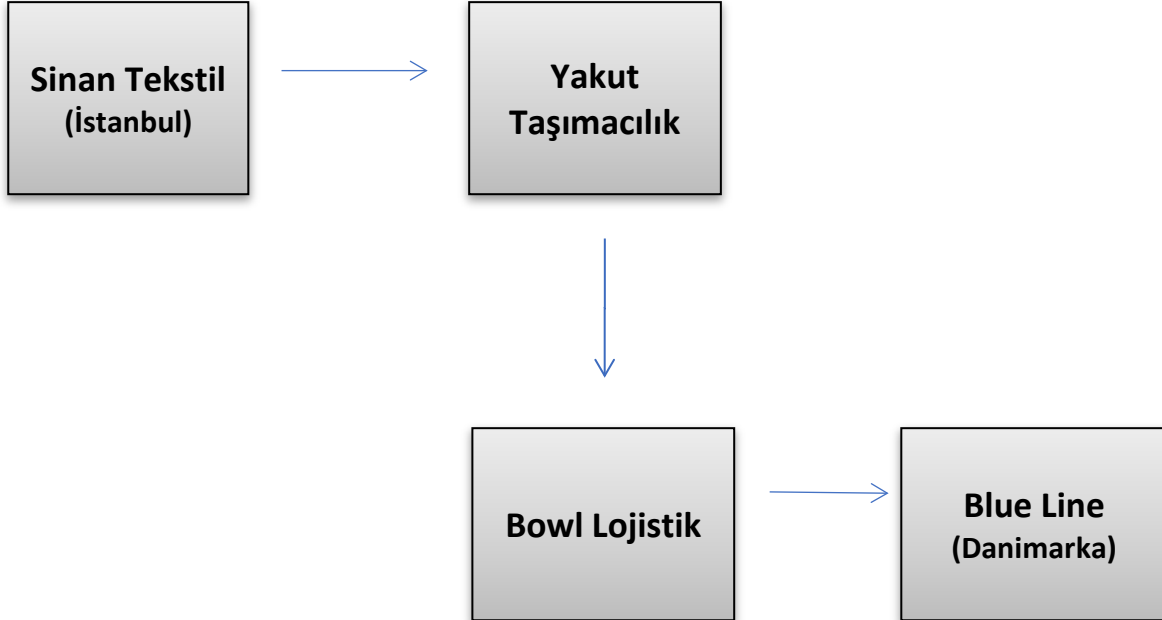 Sinan Tekstil
(İstanbul)
Yakut
Taşımacılık
Bowl Lojistik
Blue Line
(Danimarka)